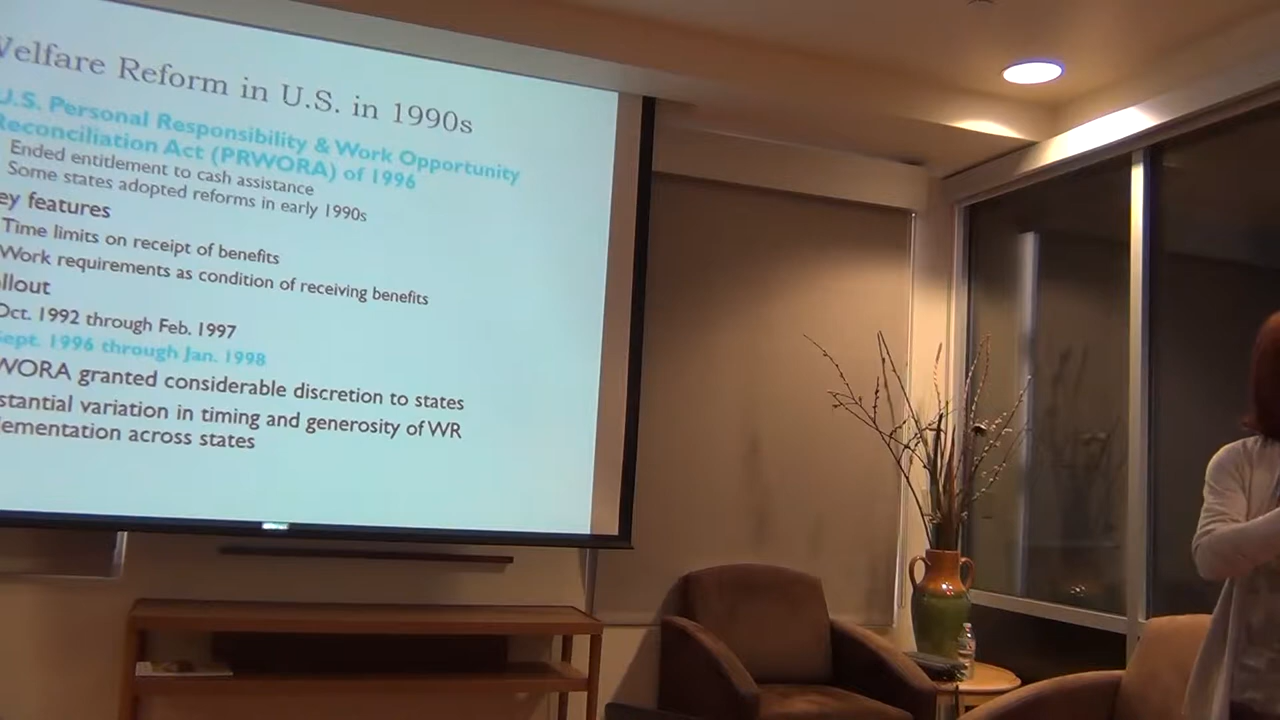 Welfare Reform in U.S. in 1990s
U.S. Personal Responsibility & Work Opportunity
Reconciliation Act (PRWORA) of 1996
Ended entitlement to cash assistance
Some states adopted reforms in early 1990s
ey features
Time limits on receipt of benefits
Work requirements as condition of receiving benefits
llout
Oct. 1992 through Feb. 1997
Sept. 1996 through Jan. 1998
WORA granted considerable discretion to states
stantial variation in timing and generosity of WR
ementation across states